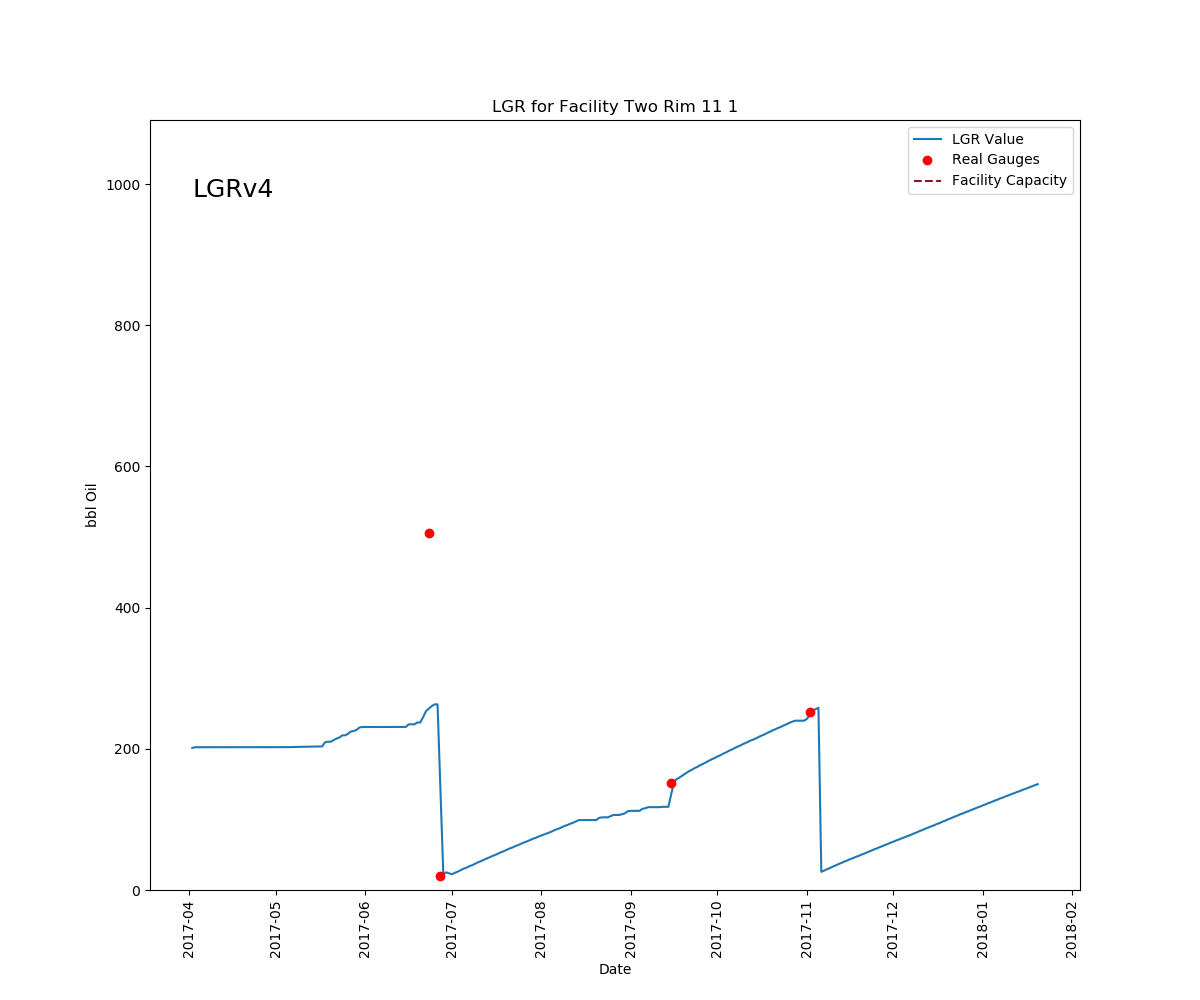 LGR for Facility Two Rim 11 1
LGRv4
LGR Value
Real Gauges
Facility Capacity
bbl Oil
1000
800
600
400
200
0
2017-04
2017-05
2017-06
2017-07
2017-08
2017-09
2017-10
2017-11
2017-12
2018-01
2018-02
Date